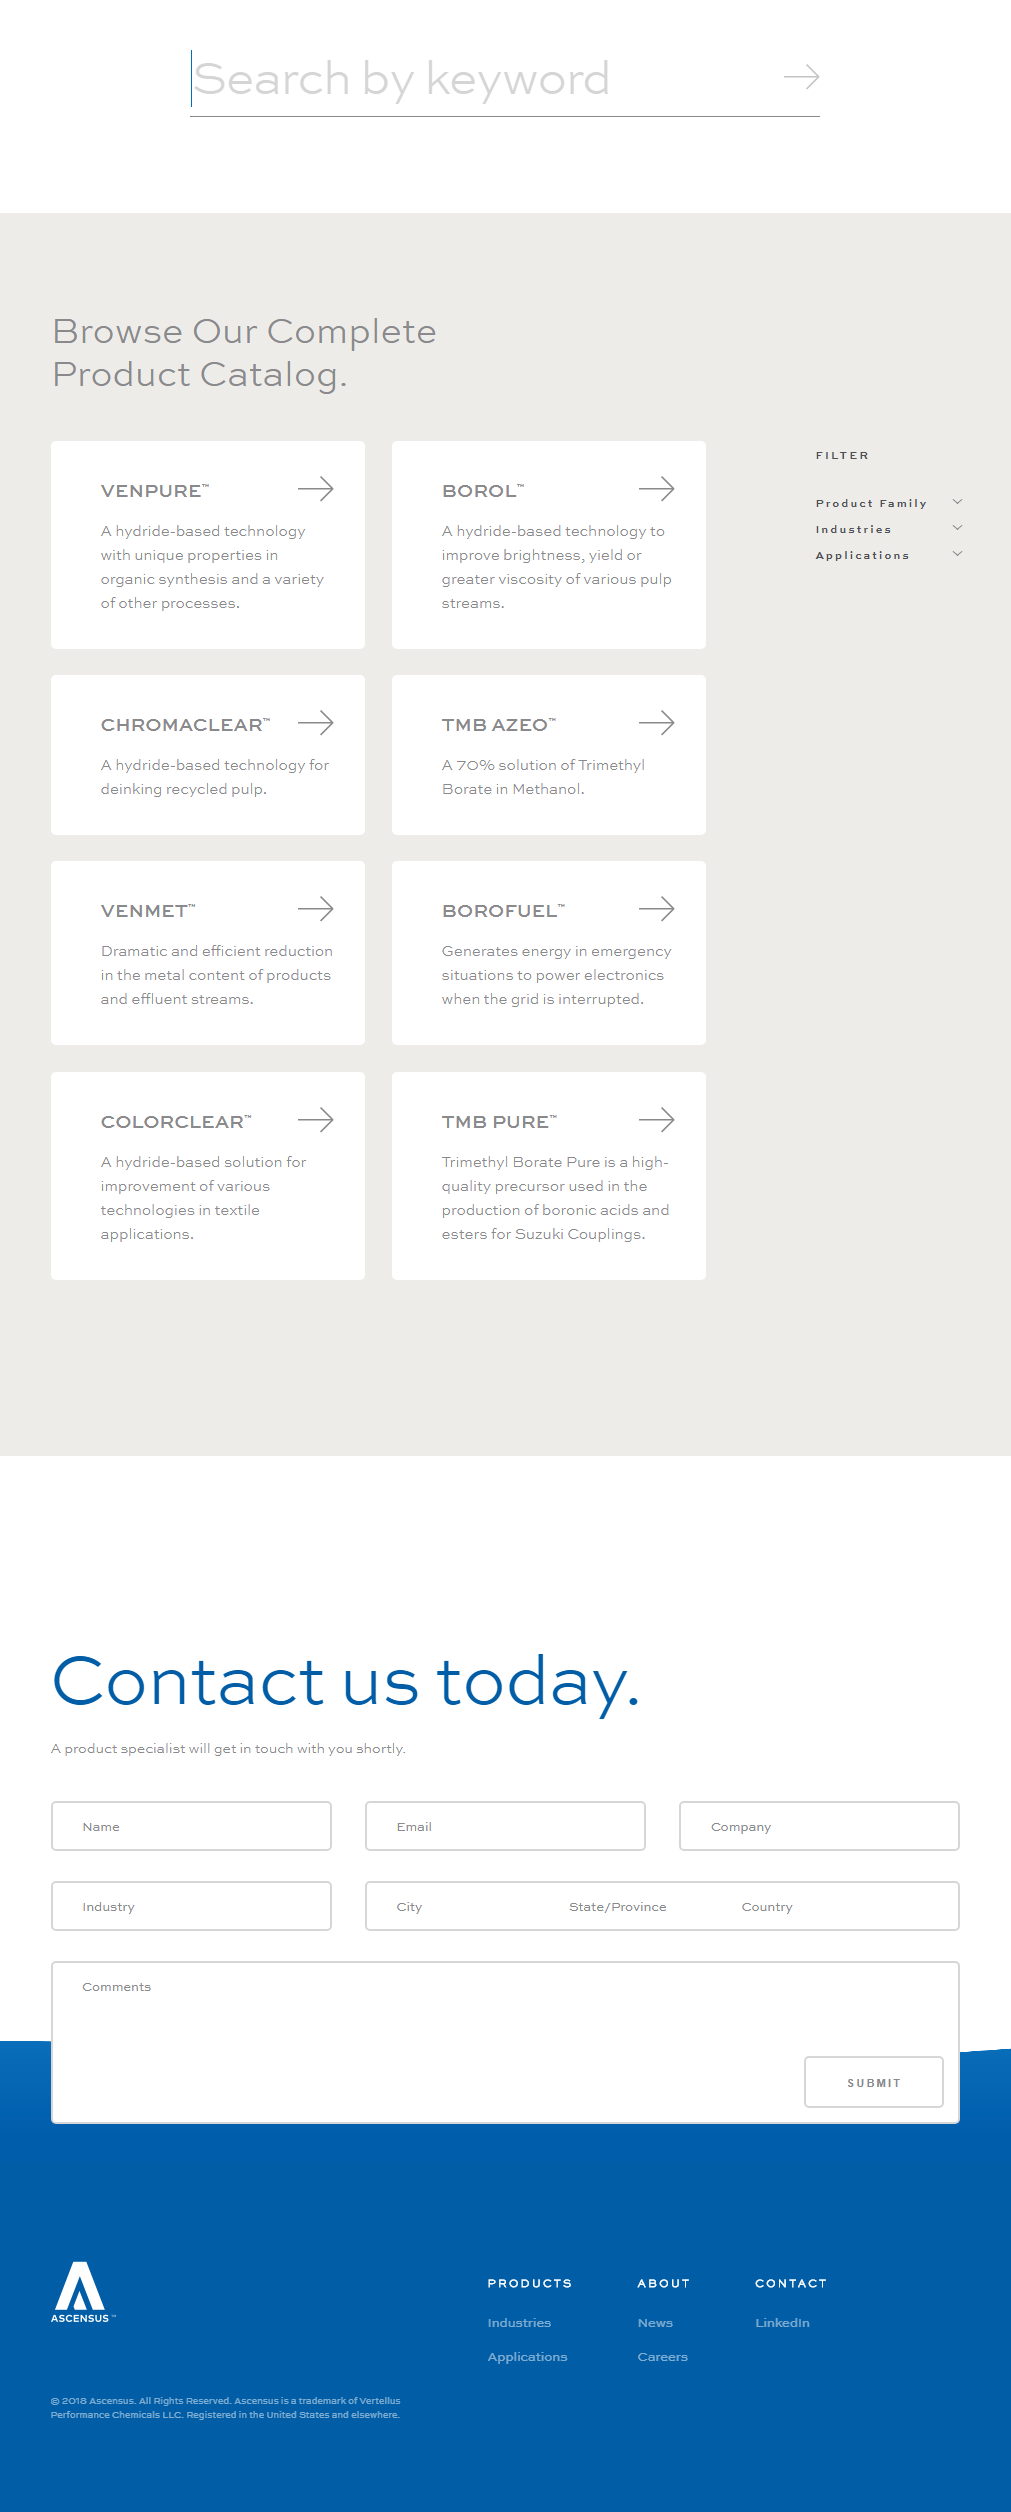 Search by keyword
Browse Our Complete
Product Catalog.
VENPURE™
A hydride-based technology
with unique properties in
organic synthesis and a variety
of other processes.
BOROL™
A hydride-based technology to
improve brightness, yield or
greater viscosity of various pulp
streams.
FILTER
Product Family
Industries
Applications
CHROMACLEAR™
A hydride-based technology for
deinking recycled pulp.
TMB AZEO™
A 70% solution of Trimethyl
Borate in Methanol.
VENMET™
Dramatic and efficient reduction
in the metal content of products
and effluent streams.
BOROFUEL™
Generates energy in emergency
situations to power electronics
when the grid is interrupted.
COLORCLEAR™
A hydride-based solution for
improvement of various
technologies in textile
applications.
TMB PURE™
Trimethyl Borate Pure is a high-
quality precursor used in the
production of boronic acids and
esters for Suzuki Couplings.
Contact us today.
A product specialist will get in touch with you shortly.
Name
Email
Company
Industry
City
State/Province
Country
Comments
SUBMIT
ASCENSUS™
PRODUCTS
Industries
Applications
ABOUT
News
Careers
CONTACT
LinkedIn
© 2018 Ascensus. All Rights Reserved. Ascensus is a trademark of Vertellus
Performance Chemicals LLC. Registered in the United States and elsewhere.